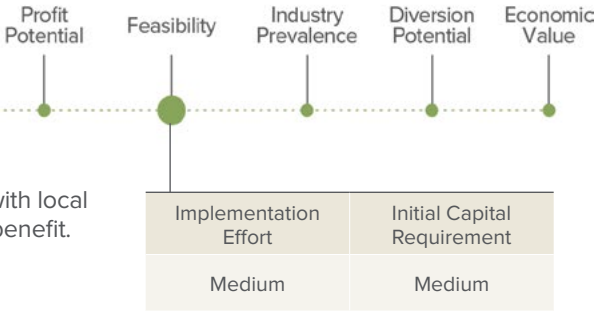 Profit
Potential
Feasibility
Industry
Prevalence
Diversion
Potential
Economic
Value
with local
benefit.
Implementation
Effort
Initial Capital
Requirement
Medium
Medium